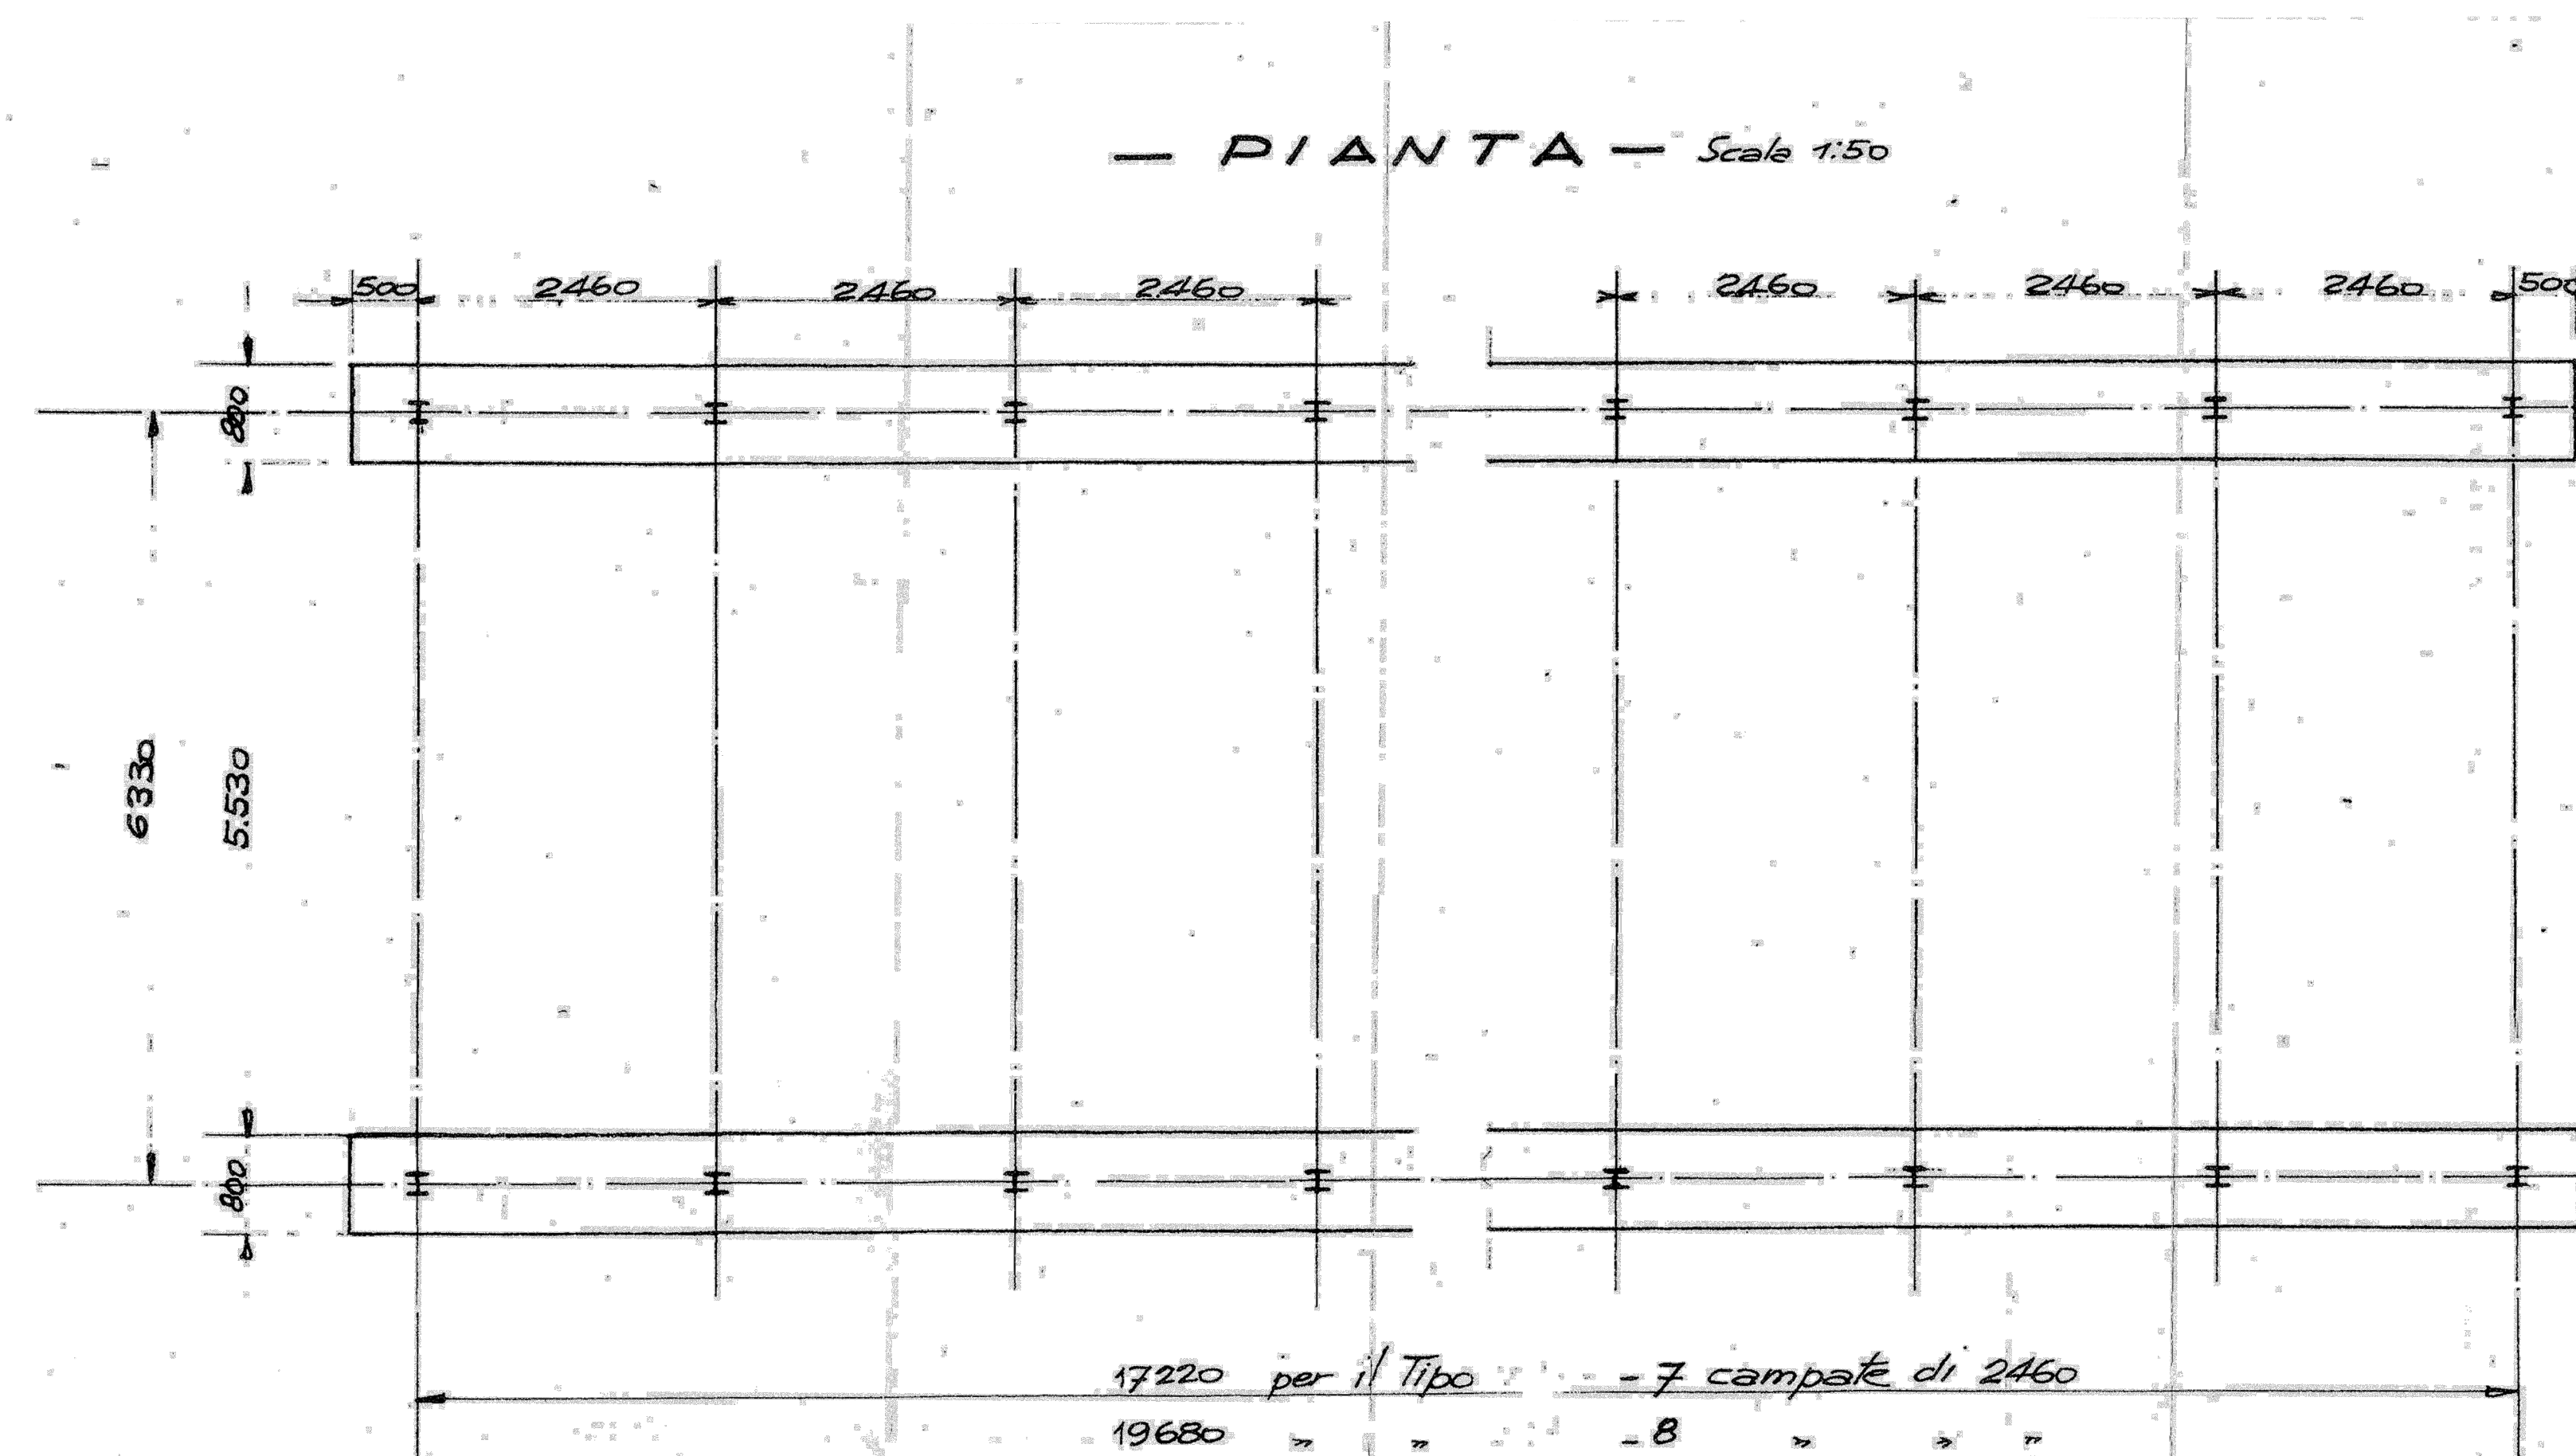 — PIANTA — Scala 1:50
500 2460 2460 2460 2460 2460 2460 500
800
6330
5.530
800
17220 per il Tipo - 7 campate di 2460
19680 " " - 8 " " "